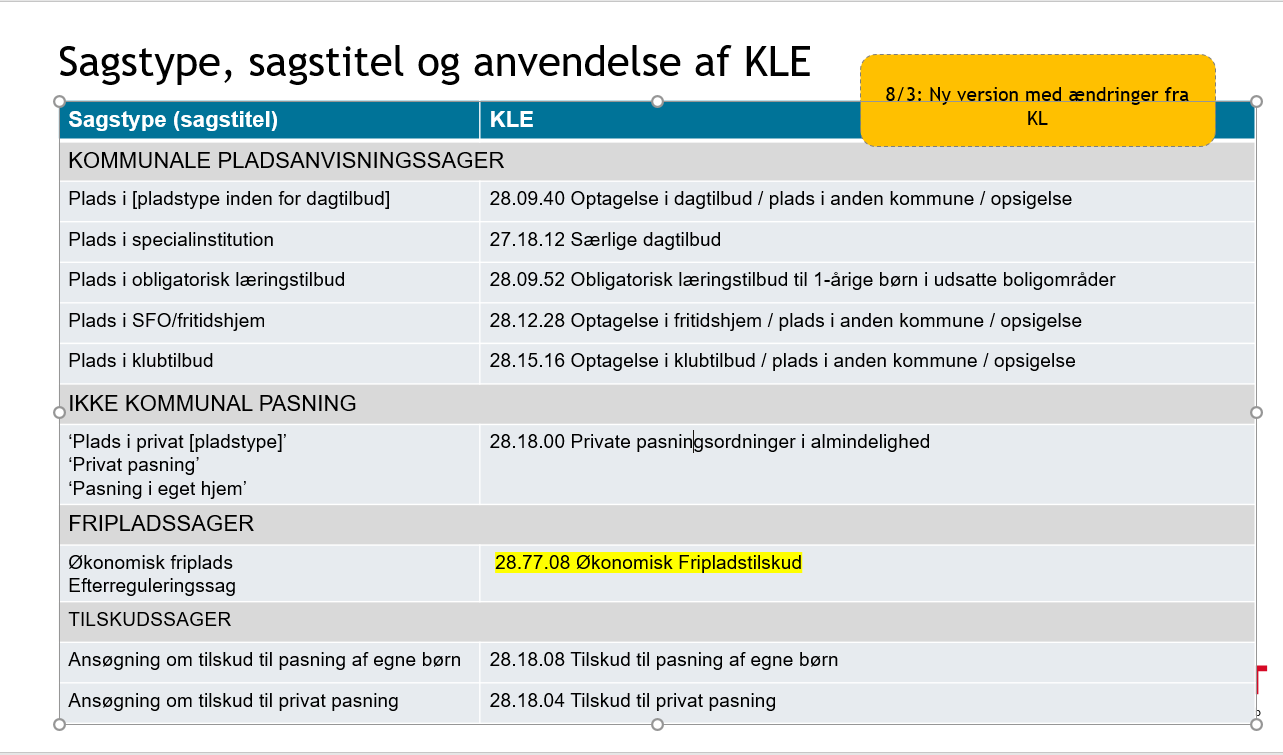 Sagstype, sagstitel og anvendelse af KLE
8/3: Ny version med ændringer fra
KL
Sagstype (sagstitel) KLE
KOMMUNALE PLADSANVISNINGSSAGER
Plads i [pladstype inden for dagtilbud] 28.09.40 Optagelse i dagtilbud / plads i anden kommune / opsigelse
Plads i specialinstitution 27.18.12 Særlige dagtilbud
Plads i obligatorisk læringstilbud 28.09.52 Obligatorisk læringstilbud til 1-årige børn i udsatte boligområder
Plads i SFO/fritidshjem 28.12.28 Optagelse i fritidshjem / plads i anden kommune / opsigelse
Plads i klubtilbud 28.15.16 Optagelse i klubtilbud / plads i anden kommune / opsigelse
IKKE KOMMUNAL PASNING
‘Plads i privat [pladstype]’ 28.18.00 Private pasningsordninger i almindelighed
‘Privat pasning’
‘Pasning i eget hjem’
FRIPLADSSAGER
Økonomisk friplads 28.77.08 Økonomisk Fripladstilskud
Efterreguleringssag
TILSKUDSSAGER
Ansøgning om tilskud til pasning af egne børn 28.18.08 Tilskud til pasning af egne børn
Ansøgning om tilskud til privat pasning 28.18.04 Tilskud til privat pasning